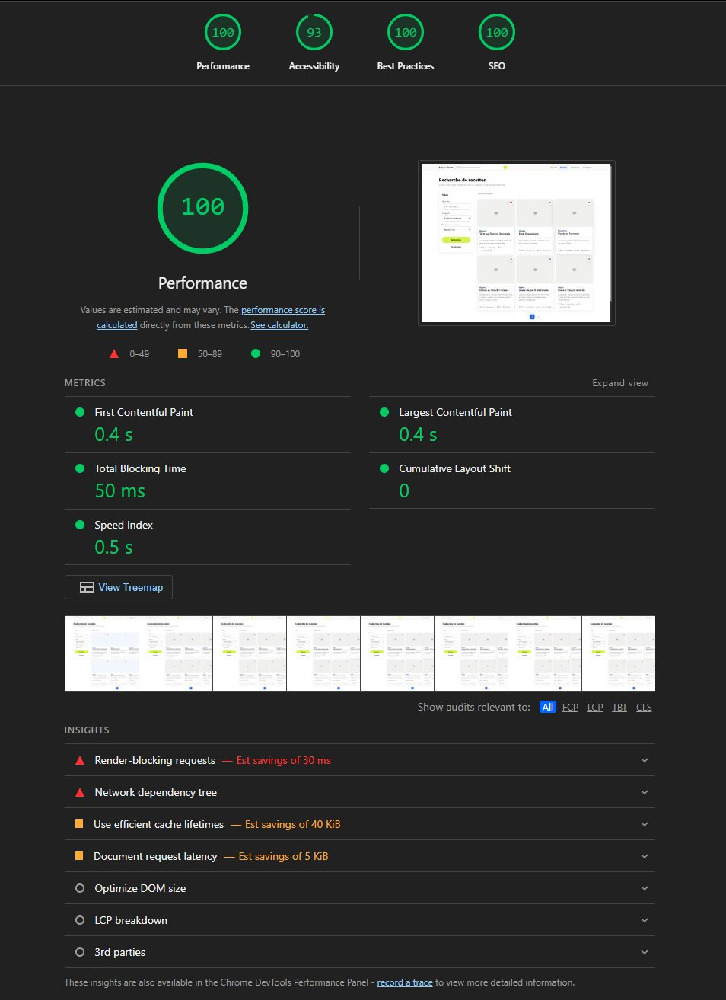 100
93
100
100
Performance
Accessibility
Best Practices
SEO
100
Performance
Values are estimated and may vary. The performance score is
calculated directly from these metrics. See calculator.
0–49
50–89
90–100
Recherche de recettes
METRICS
Expand view
First Contentful Paint
0.4 s
Largest Contentful Paint
0.4 s
Total Blocking Time
50 ms
Cumulative Layout Shift
0
Speed Index
0.5 s
View Treemap
Show audits relevant to: All FCP LCP TBT CLS
INSIGHTS
Render-blocking requests — Est savings of 30 ms
Network dependency tree
Use efficient cache lifetimes — Est savings of 40 KiB
Document request latency — Est savings of 5 KiB
Optimize DOM size
LCP breakdown
3rd parties
These insights are also available in the Chrome DevTools Performance Panel - record a trace to view more detailed information.